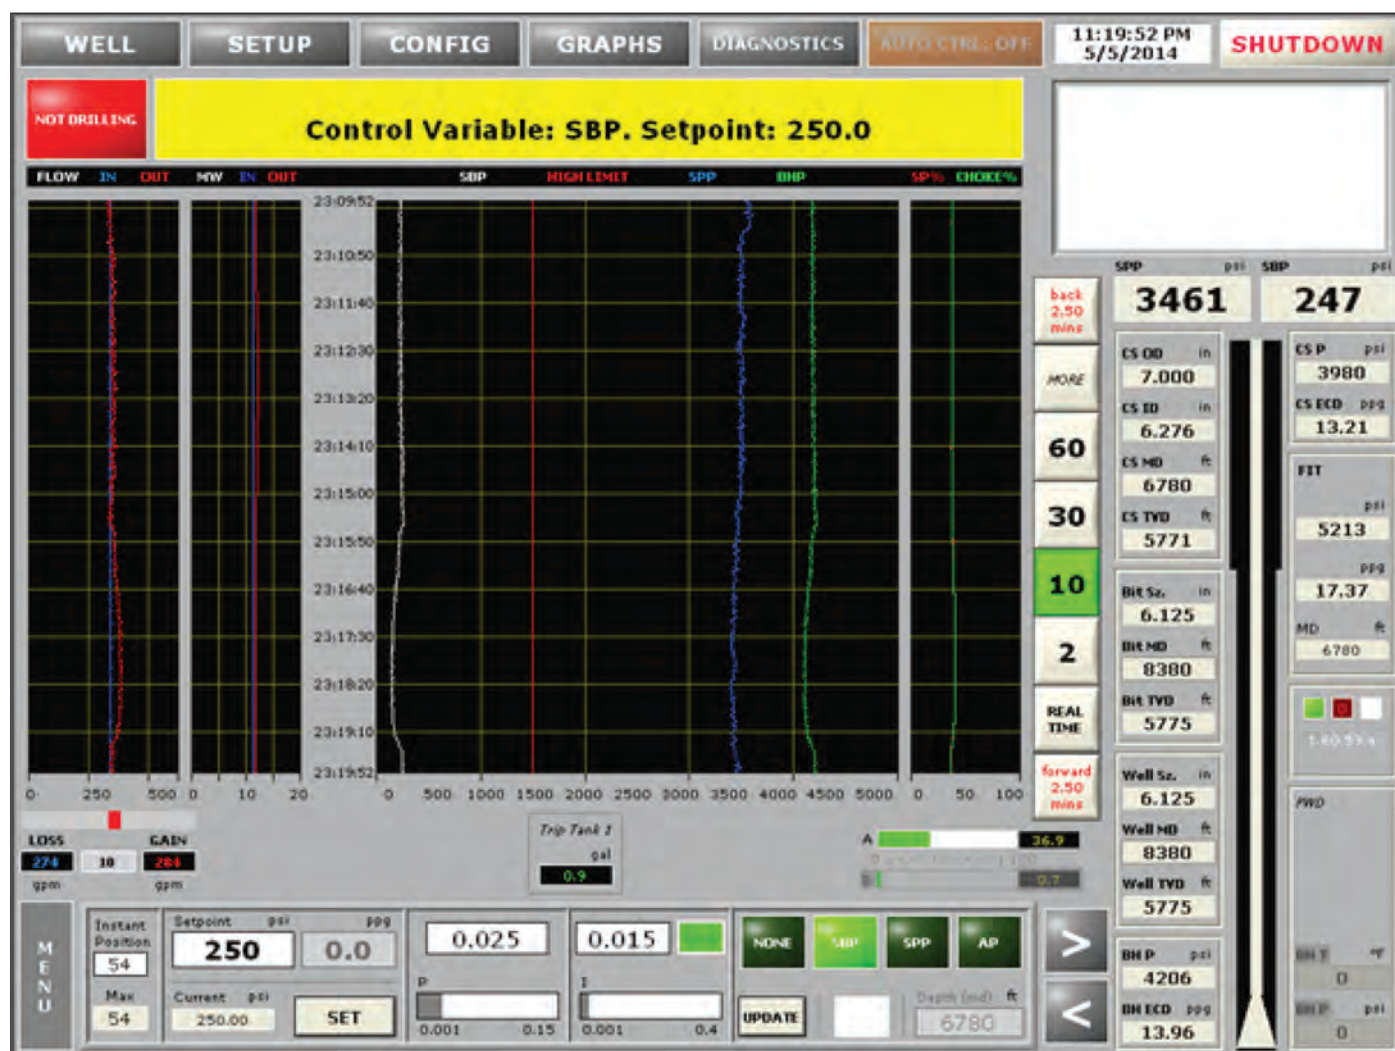 WELL SETUP CONFIG GRAPHS DIAGNOSTICS AUTO CTRL: OFF 11:19:52 PM SHUTDOWN
5/5/2014
NOT DRILLING
Control Variable: SBP. Setpoint: 250.0
FLOW IN OUT MW IN OUT SBP HIGH LIMIT SPP BHP SP% CHOKE%
23:09:52
23:10:50
23:11:40
23:12:30
23:13:20
23:14:10
23:15:00
23:15:50
23:16:40
23:17:30
23:18:20
23:19:10
23:19:52
0 250 500 0 10 20 0 500 1000 1500 2000 2500 3000 3500 4000 4500 5000 0 50 100
back
2.50
mins
MORE
60
30
10
2
REAL
TIME
forward
2.50
mins
SPP psi SBP psi
3461 247
CS OD in
7.000
CS ID in
6.276
CS MD ft
6780
CS TVD ft
5771
Bit Sz. in
6.125
Bit MD ft
8380
Bit TVD ft
5775
Well Sz. in
6.125
Well MD ft
8380
Well TVD ft
5775
BH P psi
4206
BH ECD ppg
13.96
CS P psi
3980
CS ECD ppg
13.21
FIT
psi
5213
ppg
17.37
MD ft
6780
PWD
BH T °F
0
BH P psi
0
LOSS GAIN
274 10 284
gpm gpm
Trip Tank 1
gal
0.9
A 36.9
B 0.7
MENU
Instant
Position
54
Max
54
Setpoint psi ppg
250 0.0
Current psi
250.00 SET
0.025
P
0.001 0.15
0.015
I
0.001 0.4
NONE SBP SPP AP
UPDATE
Depth (md) ft
6780
>
<